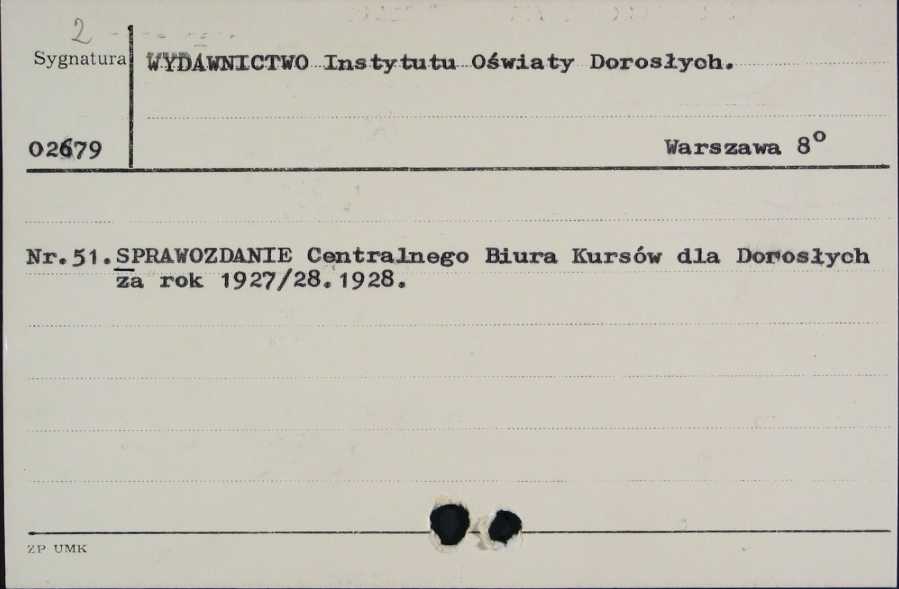 2
Sygnatura WYDAWNICTWO Instytutu Oświaty Dorosłych.
02679 Warszawa 8°
Nr.51. SPRAWOZDANIE Centralnego Biura Kursów dla Dorosłych
za rok 1927/28. 1928.
ZP UMK